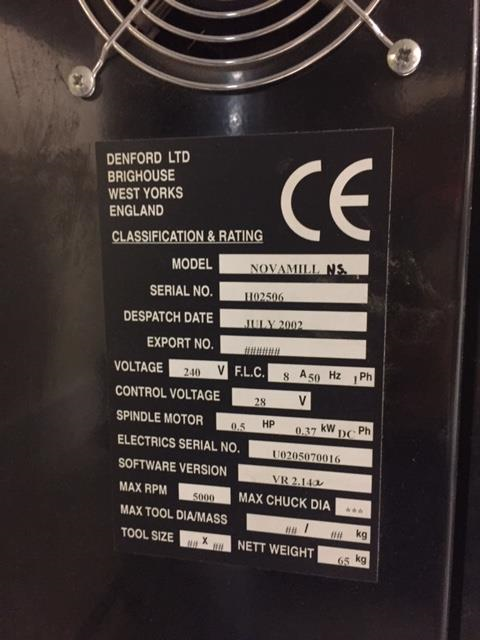 DENFORD LTD
BRIGHOUSE
WEST YORKS
ENGLAND
CE
CLASSIFICATION & RATING
MODEL NOVAMILL NS.
SERIAL NO. H02506
DESPATCH DATE JULY 2002
EXPORT NO. ######
VOLTAGE 240 V F.L.C. 8 A 50 Hz 1 Ph
CONTROL VOLTAGE 28 V
SPINDLE MOTOR 0.5 HP 0.37 kW DC Ph
ELECTRICS SERIAL NO. U0205070016
SOFTWARE VERSION VR 2.14a
MAX RPM 5000 MAX CHUCK DIA ***
MAX TOOL DIA/MASS ## / ## kg
TOOL SIZE ## X ## NETT WEIGHT 65 kg